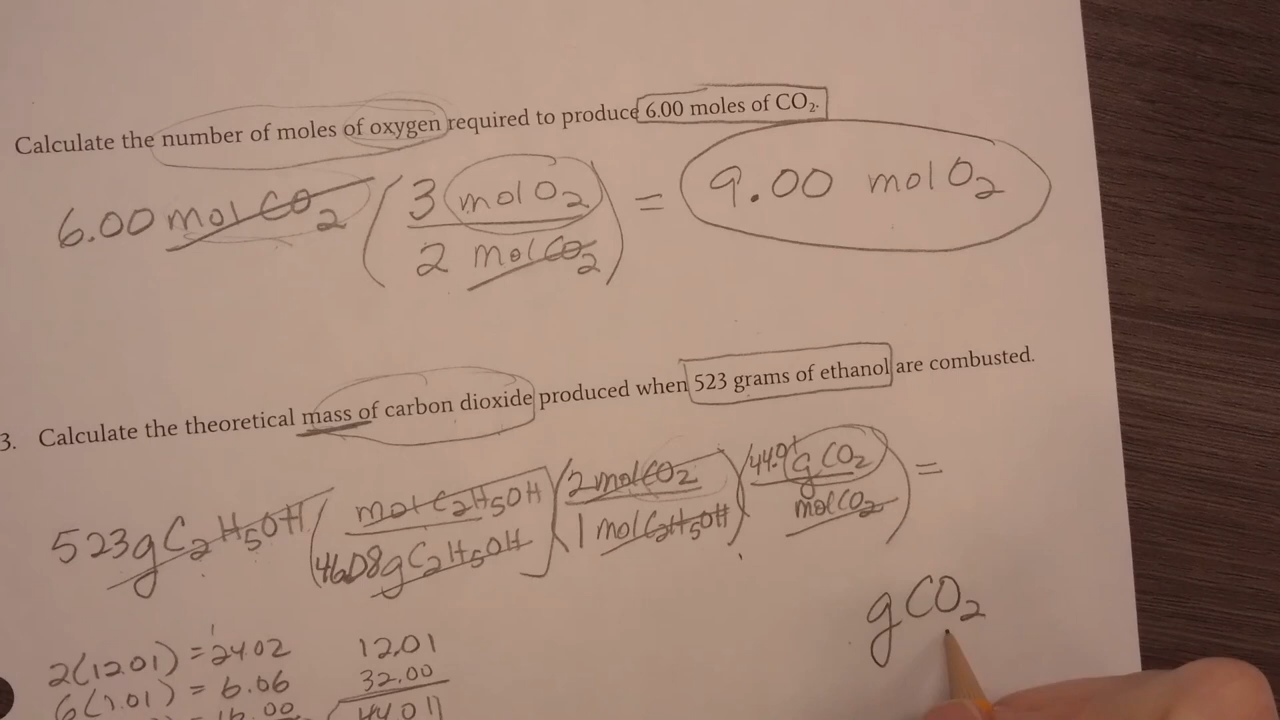 Calculate the number of moles of oxygen required to produce 6.00 moles of CO₂.
6.00 mol CO₂ ( 3 mol O₂ / 2 mol CO₂ ) = 9.00 mol O₂
3. Calculate the theoretical mass of carbon dioxide produced when 523 grams of ethanol are combusted.
523 g C₂H₅OH ( mol C₂H₅OH / 46.08 g C₂H₅OH ) ( 2 mol CO₂ / 1 mol C₂H₅OH ) ( 44.01 g CO₂ / mol CO₂ ) =
g CO₂
2(12.01) = 24.02 12.01
6(1.01) = 6.06 32.00
16.00 44.01